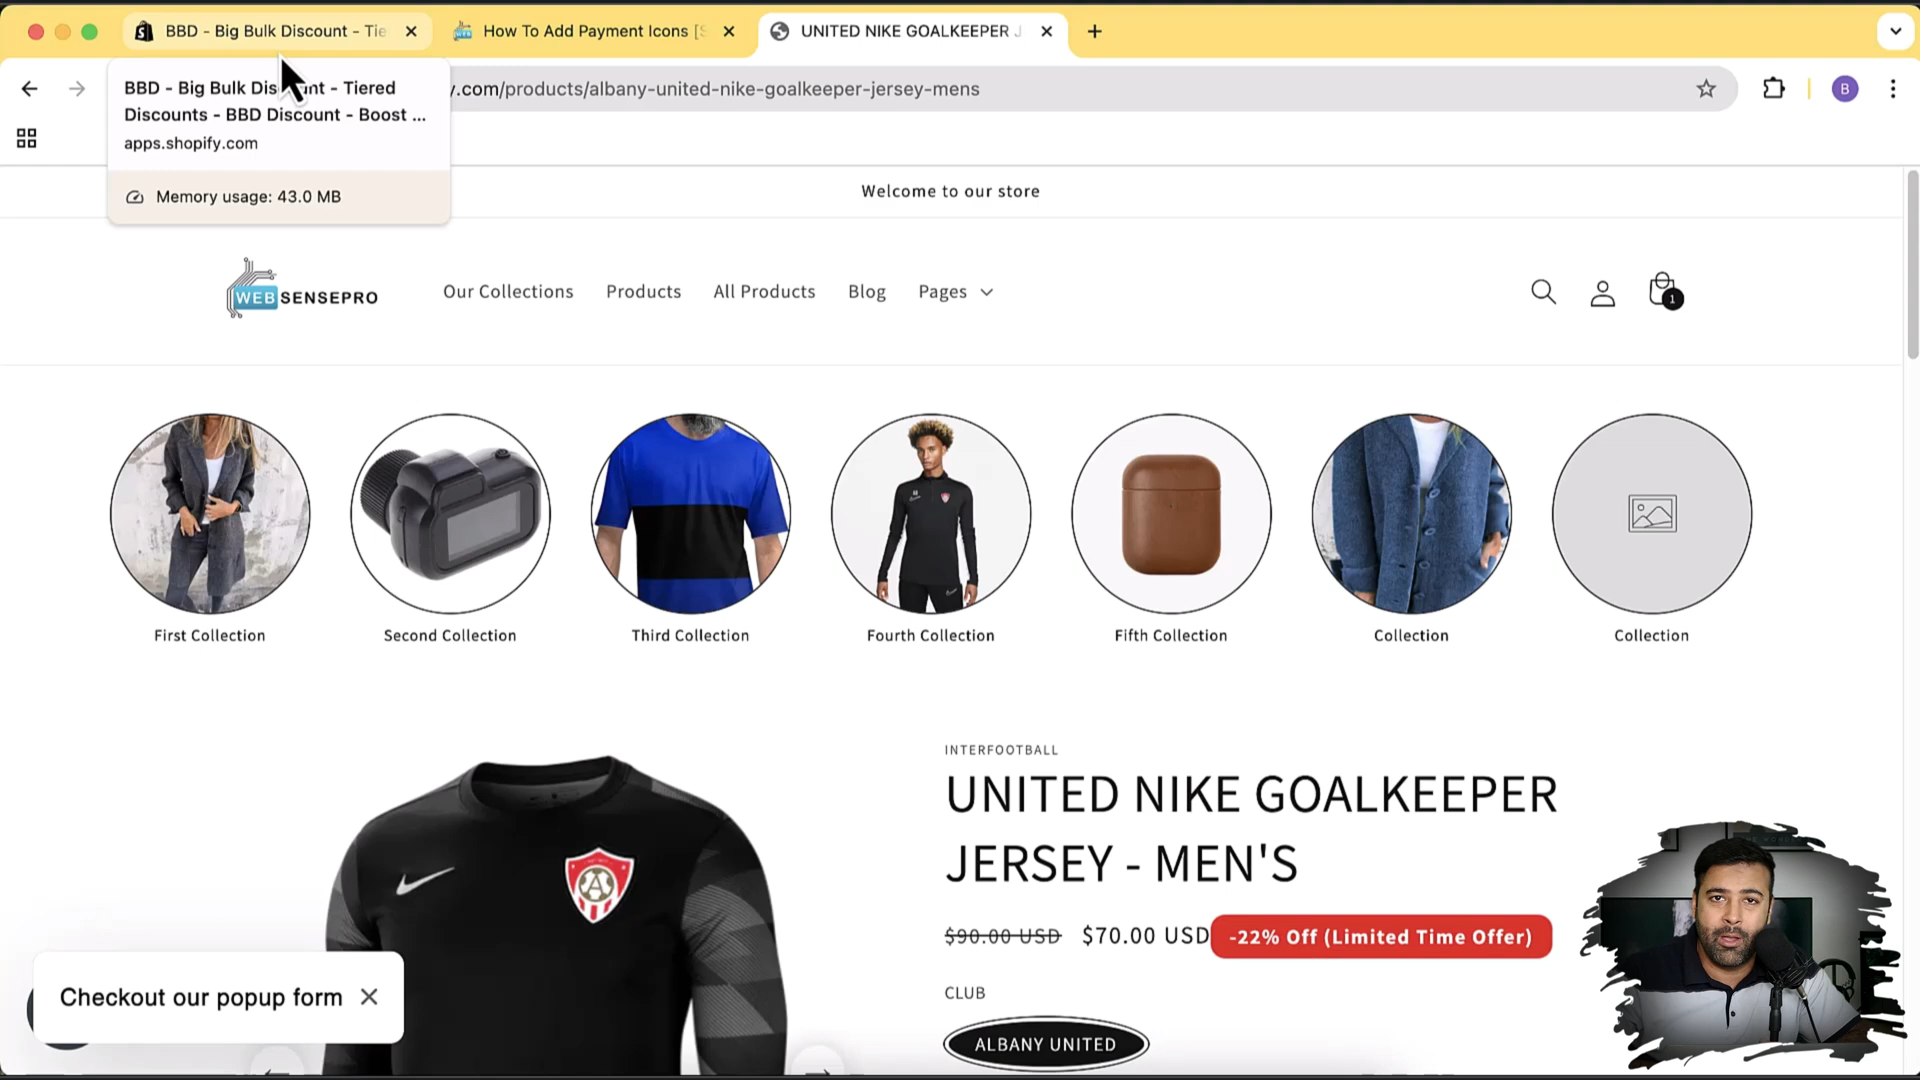 BBD - Big Bulk Discount - Tie
How To Add Payment Icons [S
UNITED NIKE GOALKEEPER J
BBD - Big Bulk Discount - Tiered
Discounts - BBD Discount - Boost ...
apps.shopify.com
Memory usage: 43.0 MB
y.com/products/albany-united-nike-goalkeeper-jersey-mens
B
Welcome to our store
WEB SENSEPRO
Our Collections
Products
All Products
Blog
Pages
1
First Collection
Second Collection
Third Collection
Fourth Collection
Fifth Collection
Collection
Collection
INTERFOOTBALL
UNITED NIKE GOALKEEPER
JERSEY - MEN'S
$90.00 USD $70.00 USD -22% Off (Limited Time Offer)
CLUB
ALBANY UNITED
A
Checkout our popup form